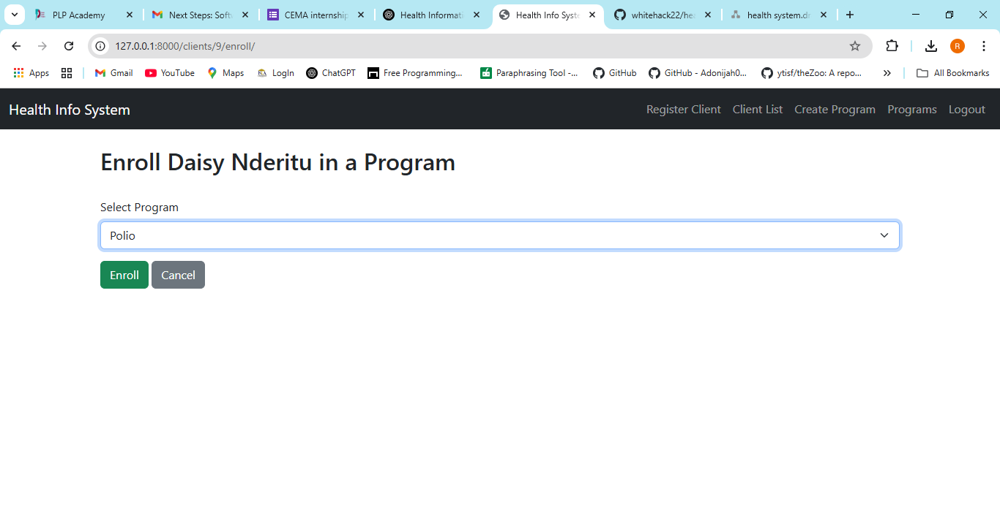 PLP Academy Next Steps: Softw CEMA internship Health Informati Health Info Syste whitehack22/hea health system.dr
127.0.0.1:8000/clients/9/enroll/ R
Apps Gmail YouTube Maps LogIn ChatGPT Free Programming... Paraphrasing Tool -... GitHub GitHub - Adonijah0... ytisf/theZoo: A repo... » All Bookmarks
Health Info System Register Client Client List Create Program Programs Logout
Enroll Daisy Nderitu in a Program
Select Program
Polio
Enroll Cancel